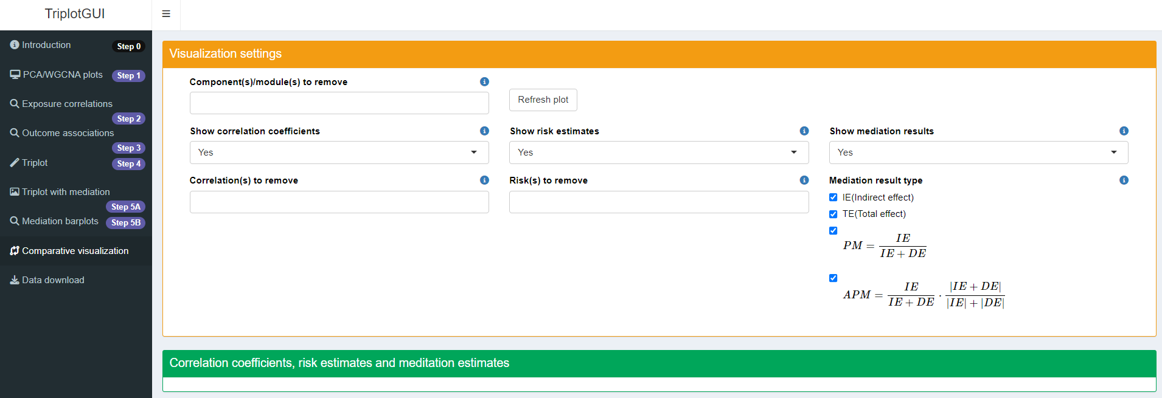 TriplotGUI
Introduction
Step 0
PCA/WGCNA plots
Step 1
Exposure correlations
Step 2
Outcome associations
Step 3
Triplot
Step 4
Triplot with mediation
Step 5A
Mediation barplots
Step 5B
Comparative visualization
Data download
Visualization settings
Component(s)/module(s) to remove
Refresh plot
Show correlation coefficients
Yes
Show risk estimates
Yes
Show mediation results
Yes
Correlation(s) to remove
Risk(s) to remove
Mediation result type
IE(Indirect effect)
TE(Total effect)
PM = IE / IE + DE
APM = IE / IE + DE · |IE + DE| / |IE| + |DE|
Correlation coefficients, risk estimates and meditation estimates